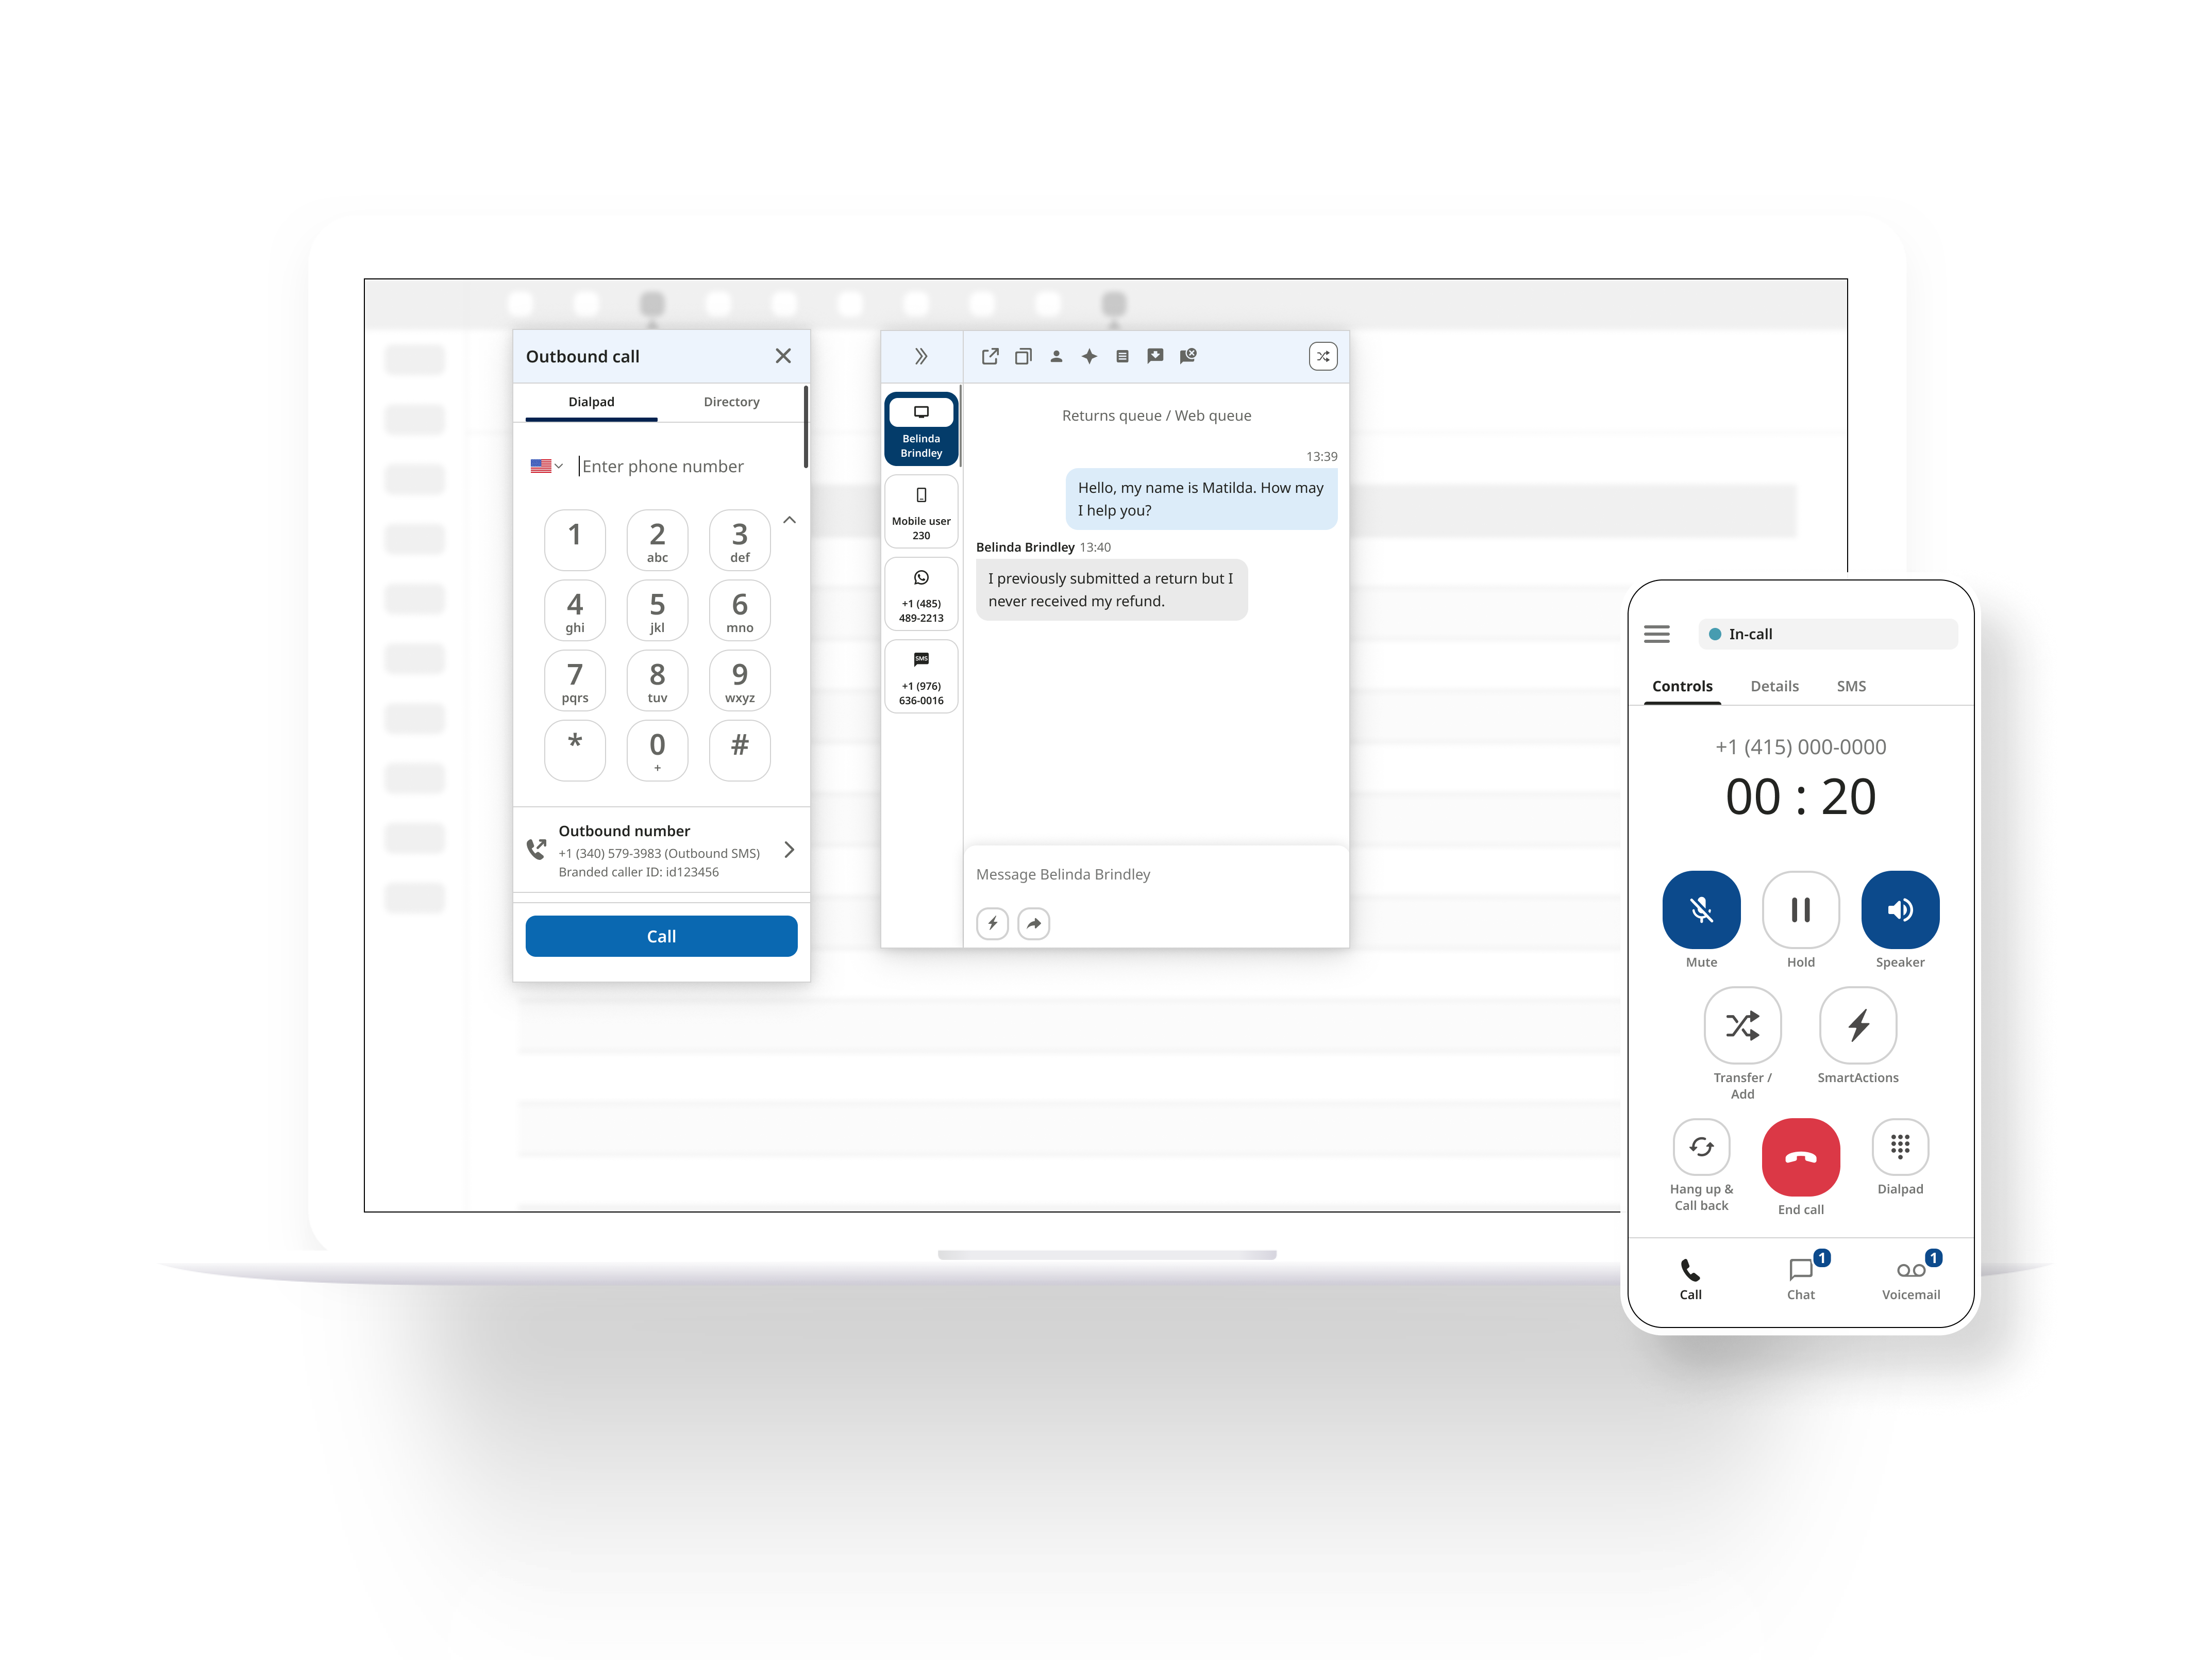 Outbound call
Dialpad Directory
Enter phone number
1 2 3
abc def
4 5 6
ghi jkl mno
7 8 9
pqrs tuv wxyz
* 0 #
+
Outbound number
+1 (340) 579-3983 (Outbound SMS)
Branded caller ID: id123456
Call
Belinda
Brindley
Mobile user
230
+1 (485)
489-2213
SMS
+1 (976)
636-0016
Returns queue / Web queue
13:39
Hello, my name is Matilda. How may
I help you?
Belinda Brindley 13:40
I previously submitted a return but I
never received my refund.
Message Belinda Brindley
In-call
Controls Details SMS
+1 (415) 000-0000
00 : 20
Mute Hold Speaker
Transfer /
Add
SmartActions
Hang up &
Call back
End call
Dialpad
1 1
Call Chat Voicemail